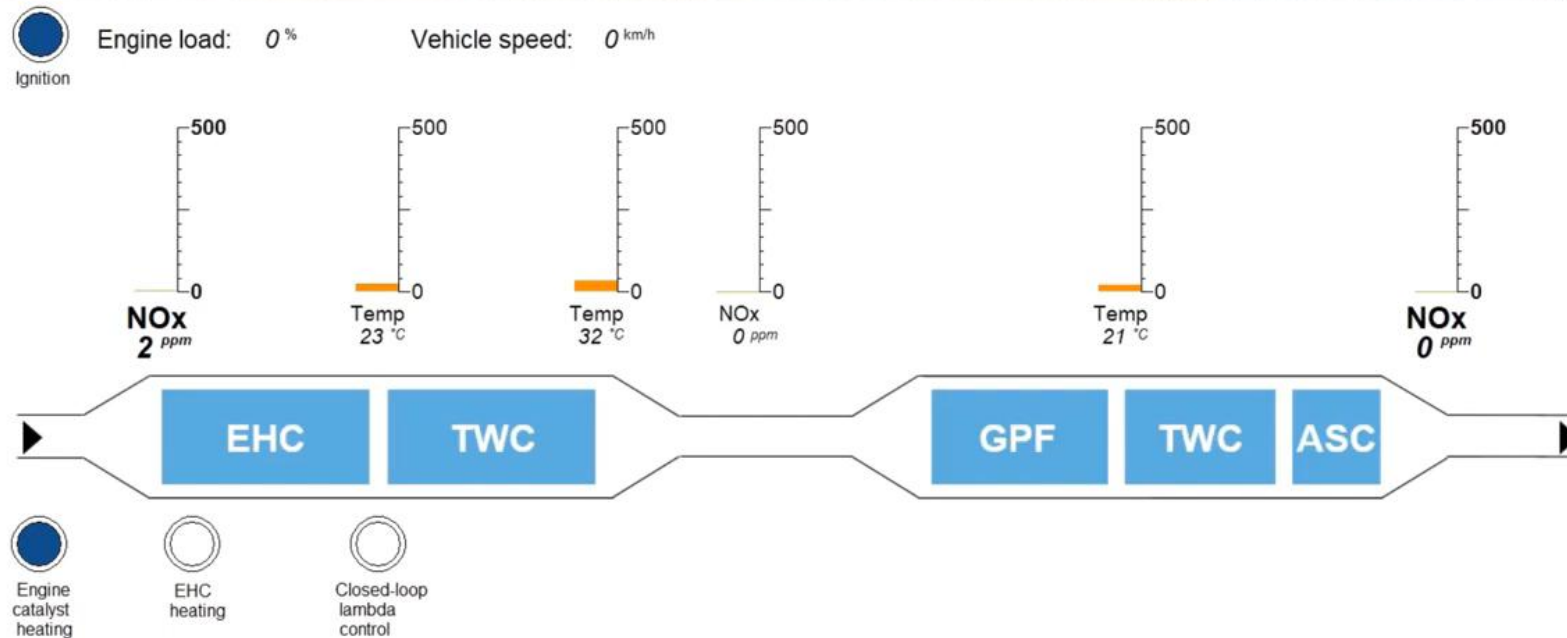 Engine load: 0 % Vehicle speed: 0 km/h
Ignition
500 500 500 500 500 500
0 0 0 0 0 0
NOx Temp Temp NOx Temp NOx
2 ppm 23 °C 32 °C 0 ppm 21 °C 0 ppm
EHC TWC GPF TWC ASC
Engine
catalyst
heating
EHC
heating
Closed-loop
lambda
control